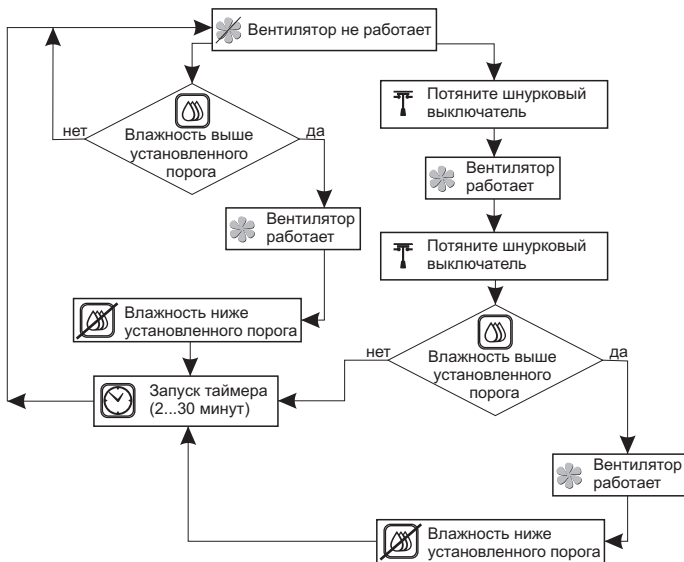 Вентилятор не работает
Потяните шнурковый
выключатель
нет
Влажность выше
установленного
порога
да
Вентилятор
работает
Вентилятор
работает
Потяните шнурковый
выключатель
Влажность ниже
установленного порога
нет
Влажность выше
установленного
порога
да
Запуск таймера
(2...30 минут)
Вентилятор
работает
Влажность ниже
установленного порога